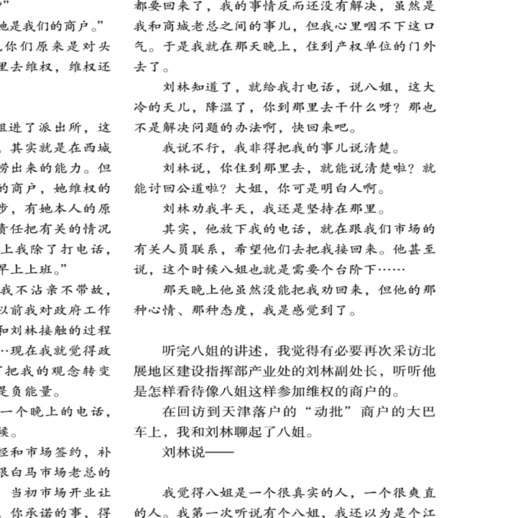 ”
她是我们的商户。”
你们原来是对头
里去维权，维权还
姐进了派出所，这
。其实就是在西城
捞出来的能力。但
的商户，她维权的
步，有她本人的原
责任把有关的情况
上我除了打电话，
早上上班。”
我不沾亲不带故，
以前我对政府工作
和刘林接触的过程
…现在我就觉得政
把我的观念转变
是负能量。
一个晚上的电话，
候。
经和市场签约，补
跟白马市场老总的
当初市场开业让
。你承诺的事，得
都要回来了，我的事情反而还没有解决，虽然是
我和商城老总之间的事儿，但我心里咽不下这口
气。于是我就在那天晚上，住到产权单位的门外
去了。
刘林知道了，就给我打电话，说八姐，这大
冷的天儿，降温了，你到那里去干什么呀？那也
不是解决问题的办法啊，快回来吧。
我说不行，我非得把我的事儿说清楚。
刘林说，你住到那里去，就能说清楚啦？就
能讨回公道啦？大姐，你可是明白人啊。
刘林劝我半天，我还是坚持在那里。
其实，他放下我的电话，就在跟我们市场的
有关人员联系，希望他们去把我接回来。他甚至
说，这个时候八姐也就是需要个台阶下……
那天晚上他虽然没能把我劝回来，但他的那
种心情、那种态度，我是感觉到了。
听完八姐的讲述，我觉得有必要再次采访北
展地区建设指挥部产业处的刘林副处长，听听他
是怎样看待像八姐这样参加维权的商户的。
在回访到天津落户的“动批”商户的大巴
车上，我和刘林聊起了八姐。
刘林说——
我觉得八姐是一个很真实的人，一个很爽直
的人。我第一次听说有个八姐，我还以为是个江